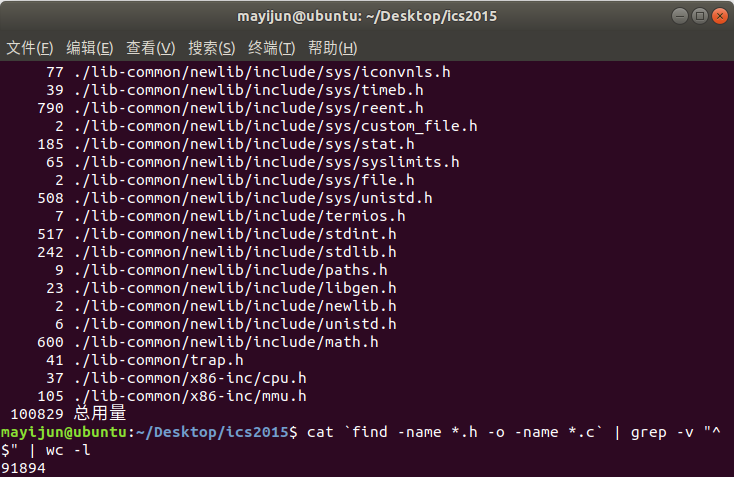 mayijun@ubuntu: ~/Desktop/ics2015
文件(F) 编辑(E) 查看(V) 搜索(S) 终端(T) 帮助(H)
77 ./lib-common/newlib/include/sys/iconvnls.h
39 ./lib-common/newlib/include/sys/timeb.h
790 ./lib-common/newlib/include/sys/reent.h
2 ./lib-common/newlib/include/sys/custom_file.h
185 ./lib-common/newlib/include/sys/stat.h
65 ./lib-common/newlib/include/sys/syslimits.h
2 ./lib-common/newlib/include/sys/file.h
508 ./lib-common/newlib/include/sys/unistd.h
7 ./lib-common/newlib/include/termios.h
517 ./lib-common/newlib/include/stdint.h
242 ./lib-common/newlib/include/stdlib.h
9 ./lib-common/newlib/include/paths.h
23 ./lib-common/newlib/include/libgen.h
2 ./lib-common/newlib/include/newlib.h
6 ./lib-common/newlib/include/unistd.h
600 ./lib-common/newlib/include/math.h
41 ./lib-common/trap.h
37 ./lib-common/x86-inc/cpu.h
105 ./lib-common/x86-inc/mmu.h
100829 总用量
mayijun@ubuntu:~/Desktop/ics2015$ cat `find -name *.h -o -name *.c` | grep -v "^
$" | wc -l
91894